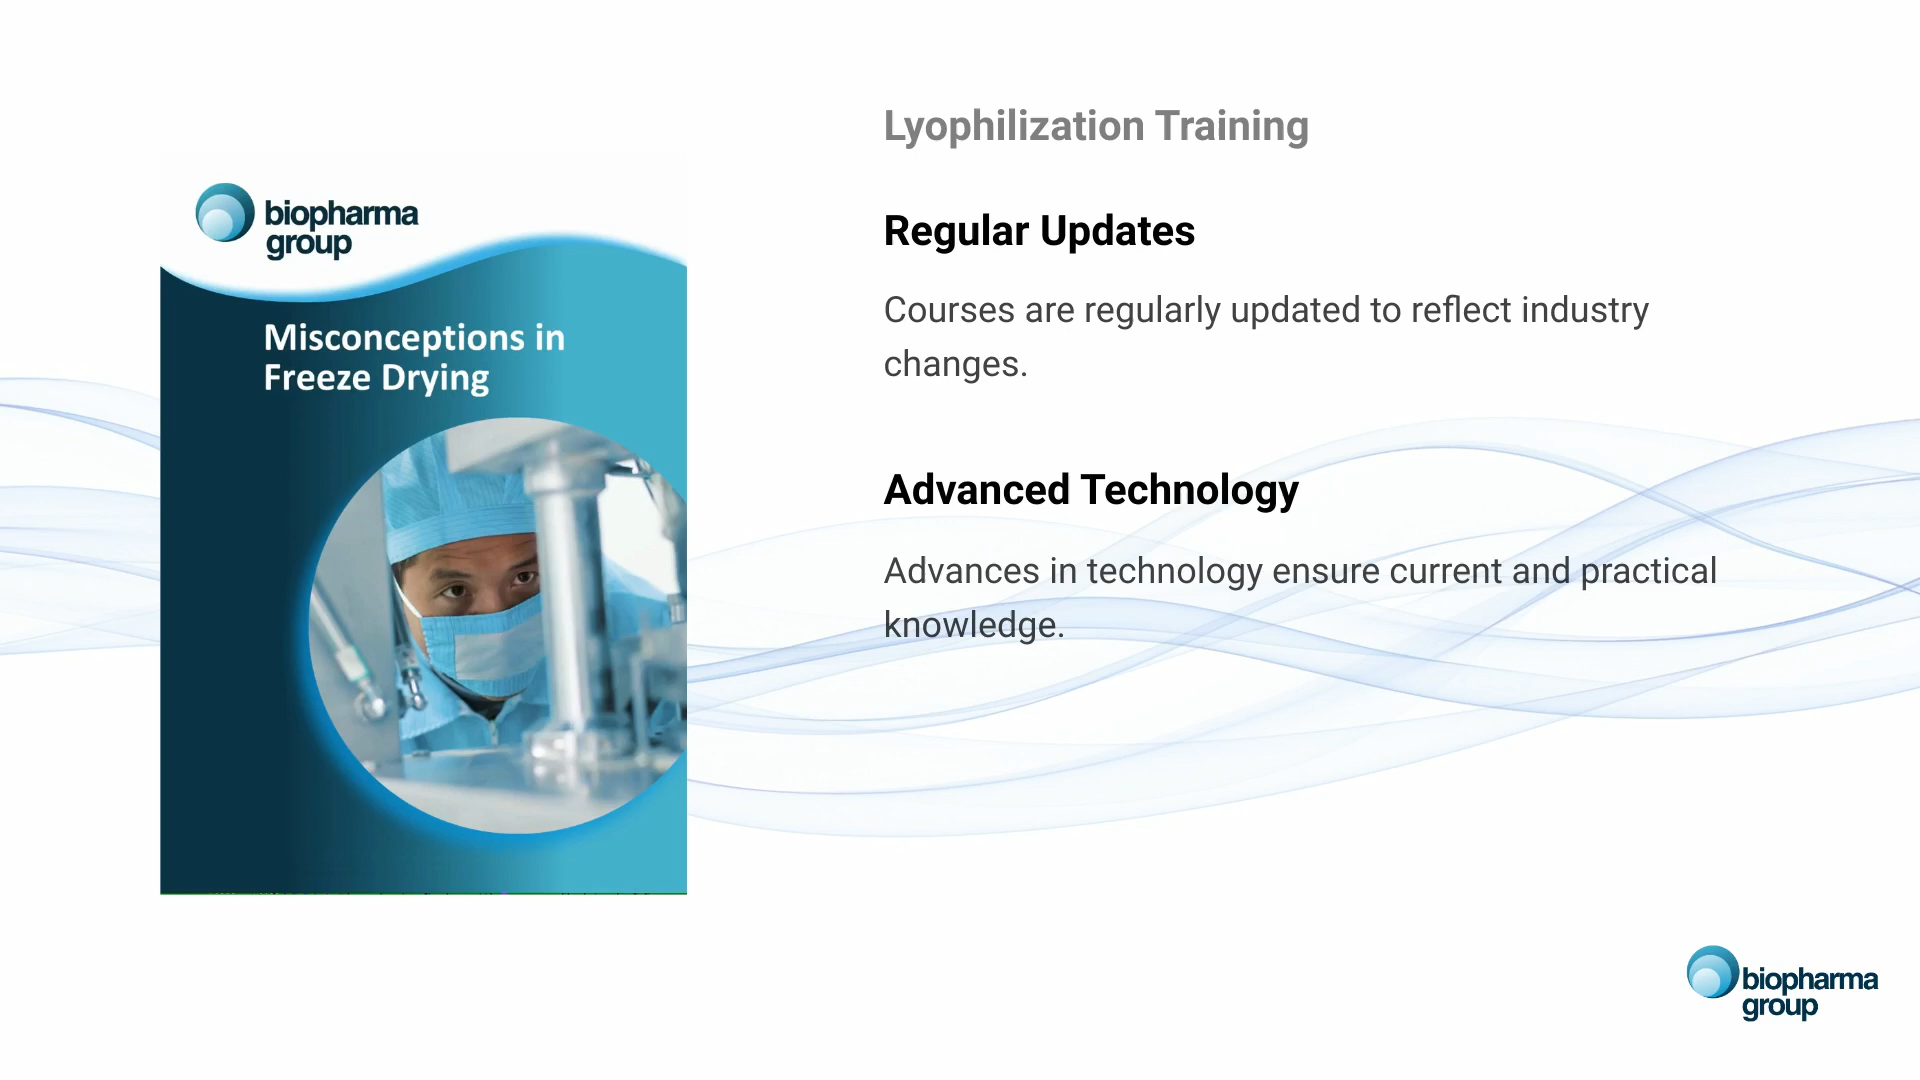 biopharma
group
Misconceptions in
Freeze Drying
Lyophilization Training
Regular Updates
Courses are regularly updated to reflect industry
changes.
Advanced Technology
Advances in technology ensure current and practical
knowledge.
biopharma
group